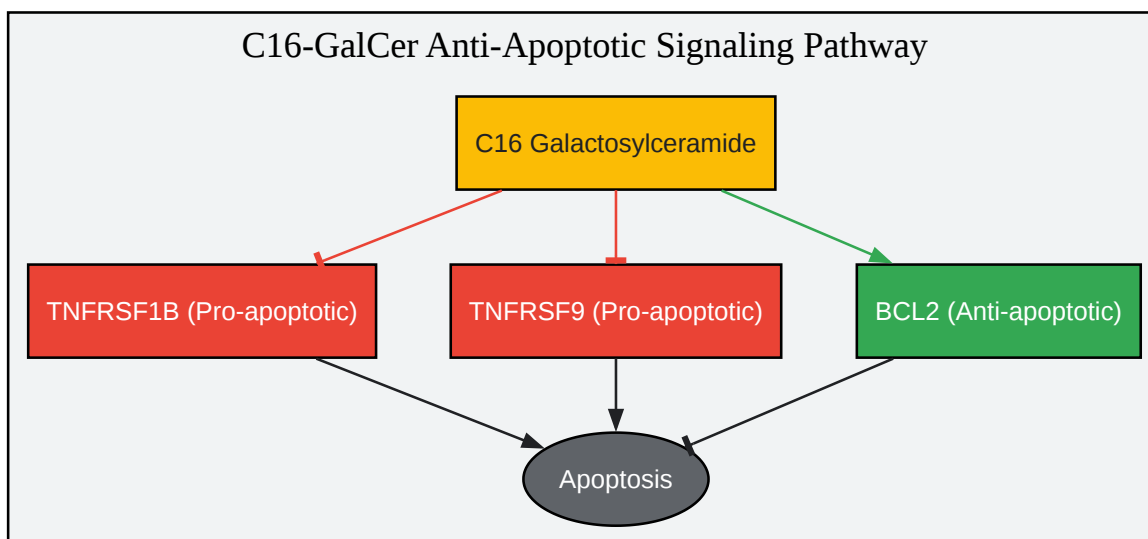 C16-GalCer Anti-Apoptotic Signaling Pathway
C16 Galactosylceramide
TNFRSF1B (Pro-apoptotic)
TNFRSF9 (Pro-apoptotic)
BCL2 (Anti-apoptotic)
Apoptosis